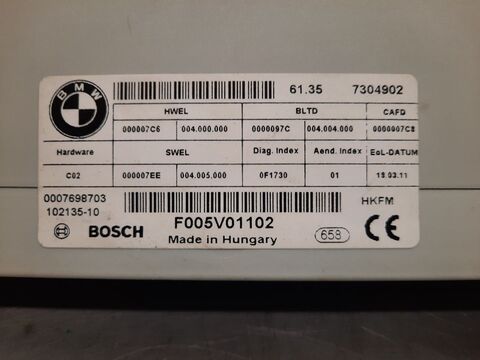 BMW
61.35 7304902
HWEL BLTD CAFD
000007C6 004.000.000 0000097C 004.004.000 0000007C8
Hardware SWEL Diag. Index Aend. Index EoL-DATUM
C02 000007EE 004.005.000 0F1730 01 18.03.11
0007698703 HKFM
102135-10
BOSCH F005V01102 658 CE
Made in Hungary